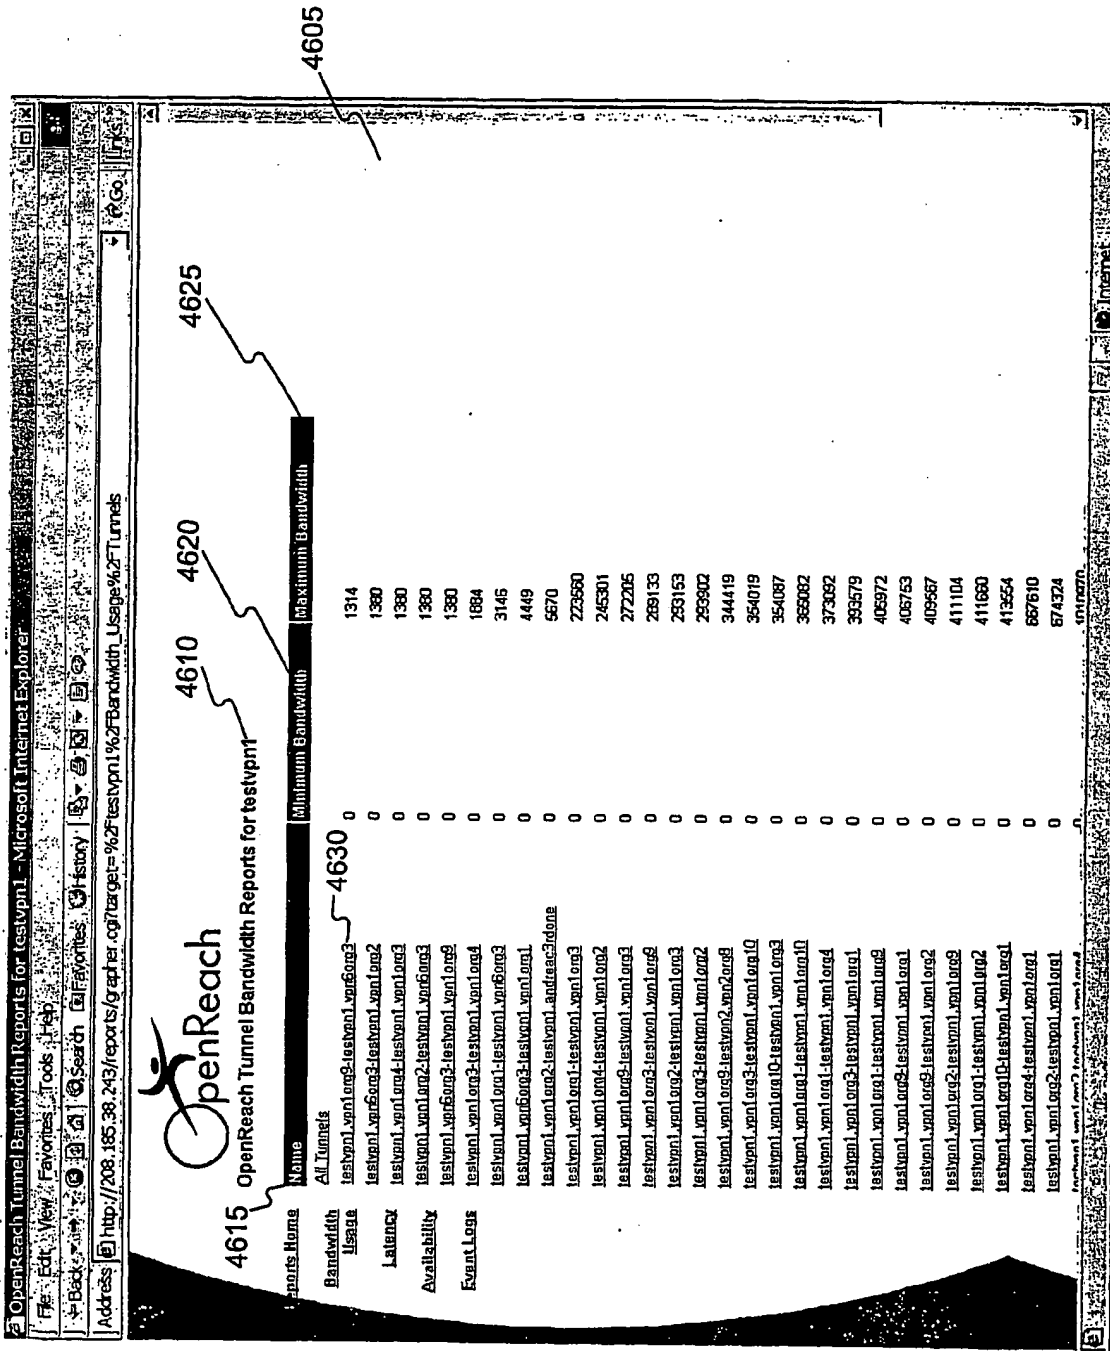 OpenReach Tunnel Bandwidth Reports for testvpn1 - Microsoft Internet Explorer
File Edit View Favorites Tools Help
Back Search Favorites History
Address http://208.185.38.243/reports/grapher.cgi?target=%2Ftestvpn1%2FBandwidth_Usage%2FTunnels Go Links
OpenReach
4605
4610
4615
4620
4625
4630
OpenReach Tunnel Bandwidth Reports for testvpn1
Reports Home
Bandwidth Usage
Latency
Availability
Event Logs
Name Minimum Bandwidth Maximum Bandwidth
All Tunnels
testvpn1.vpn1org9-testvpn1.vpn6org3 0 1314
testvpn1.vpn6org3-testvpn1.vpn1org2 0 1380
testvpn1.vpn1org4-testvpn1.vpn1org3 0 1380
testvpn1.vpn1org2-testvpn1.vpn6org3 0 1380
testvpn1.vpn6org3-testvpn1.vpn1org9 0 1380
testvpn1.vpn1org3-testvpn1.vpn1org4 0 1884
testvpn1.vpn1org3-testvpn1.vpn6org3 0 3146
testvpn1.vpn6org3-testvpn1.vpn1org1 0 4449
testvpn1.vpn1org2-testvpn1.andreac3rdone 0 5670
testvpn1.vpn1org1-testvpn1.vpn1org3 0 223560
testvpn1.vpn1org4-testvpn1.vpn1org2 0 245301
testvpn1.vpn1org9-testvpn1.vpn1org3 0 272205
testvpn1.vpn1org3-testvpn1.vpn1org9 0 289133
testvpn1.vpn1org2-testvpn1.vpn1org3 0 293153
testvpn1.vpn1org3-testvpn1.vpn1org2 0 293902
testvpn1.vpn1org9-testvpn2.vpn2org8 0 344419
testvpn1.vpn1org3-testvpn1.vpn1org10 0 354019
testvpn1.vpn1org10-testvpn1.vpn1org3 0 354087
testvpn1.vpn1org1-testvpn1.vpn1org10 0 365082
testvpn1.vpn1org1-testvpn1.vpn1org4 0 373092
testvpn1.vpn1org3-testvpn1.vpn1org1 0 393579
testvpn1.vpn1org1-testvpn1.vpn1org9 0 405972
testvpn1.vpn1org9-testvpn1.vpn1org1 0 406753
testvpn1.vpn1org9-testvpn1.vpn1org2 0 409567
testvpn1.vpn1org2-testvpn1.vpn1org9 0 411104
testvpn1.vpn1org1-testvpn1.vpn1org2 0 411660
testvpn1.vpn1org10-testvpn1.vpn1org1 0 413554
testvpn1.vpn1org4-testvpn1.vpn1org1 0 667610
testvpn1.vpn1org2-testvpn1.vpn1org1 0 674324
Internet